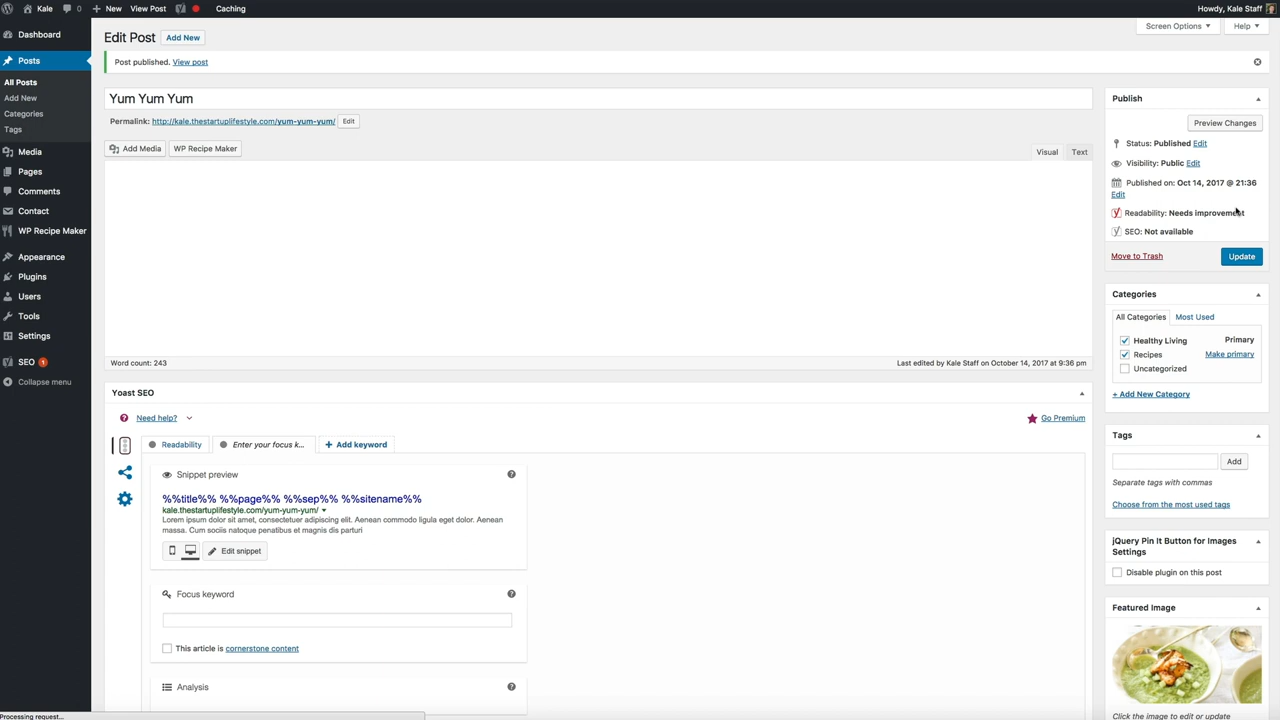 Kale 0 New View Post Caching Howdy, Kale Staff
Dashboard
Posts
All Posts
Add New
Categories
Tags
Media
Pages
Comments
Contact
WP Recipe Maker
Appearance
Plugins
Users
Tools
Settings
SEO 1
Collapse menu
Screen Options Help
Edit Post Add New
Post published. View post
Yum Yum Yum
Permalink: http://kale.thestartuplifestyle.com/yum-yum-yum/ Edit
Add Media WP Recipe Maker
Visual Text
Word count: 243 Last edited by Kale Staff on October 14, 2017 at 9:36 pm
Yoast SEO
Need help? Go Premium
Readability Enter your focus k... + Add keyword
Snippet preview
%%title%% %%page%% %%sep%% %%sitename%%
kale.thestartuplifestyle.com/yum-yum-yum/
Lorem ipsum dolor sit amet, consectetuer adipiscing elit. Aenean commodo ligula eget dolor. Aenean
massa. Cum sociis natoque penatibus et magnis dis parturi
Edit snippet
Focus keyword
This article is cornerstone content
Analysis
Publish
Preview Changes
Status: Published Edit
Visibility: Public Edit
Published on: Oct 14, 2017 @ 21:36
Edit
Readability: Needs improvement
SEO: Not available
Move to Trash Update
Categories
All Categories Most Used
Healthy Living Primary
Recipes Make primary
Uncategorized
+ Add New Category
Tags
Add
Separate tags with commas
Choose from the most used tags
jQuery Pin It Button for Images
Settings
Disable plugin on this post
Featured Image
Click the image to edit or update
Processing request...